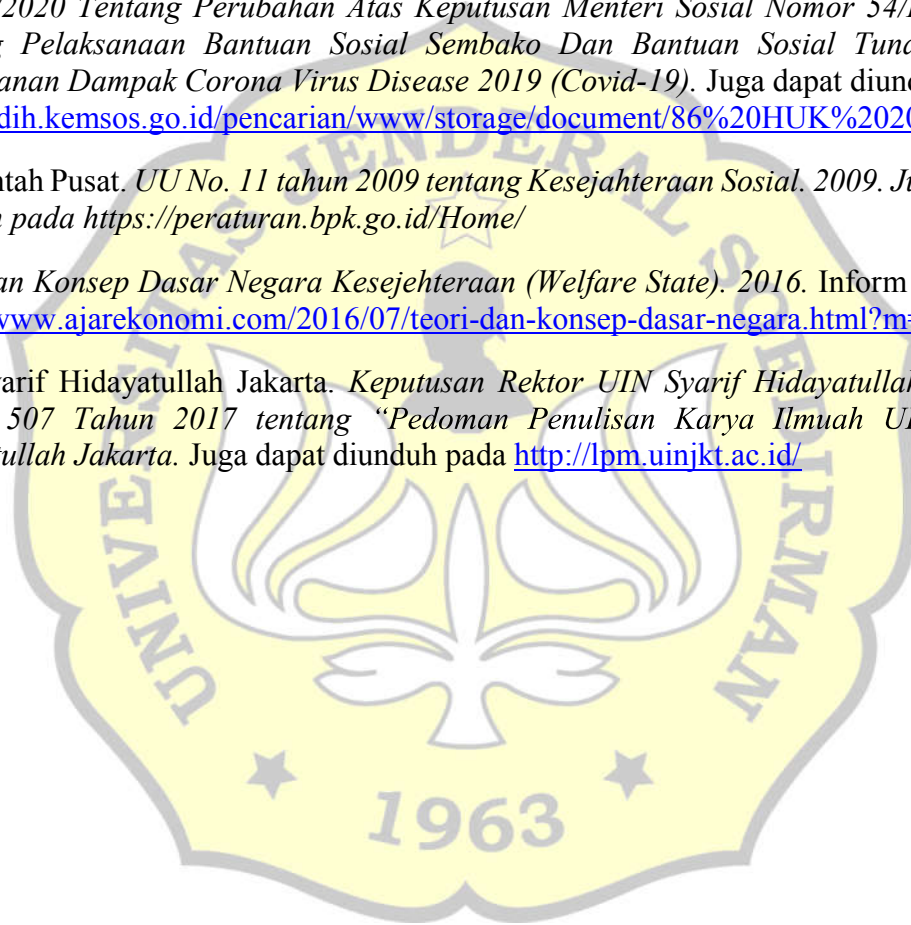 2020 Tentang Perubahan Atas Keputusan Menteri Sosial Nomor 54/
Pelaksanaan Bantuan Sosial Sembako Dan Bantuan Sosial
Dampak Corona Virus Disease 2019 (Covid-19). Juga dapat
dih.kemsos.go.id/pencarian/www/storage/document/86%20HUK%2020
ntah Pusat. UU No. 11 tahun 2009 tentang Kesejahteraan Sosial. 2009.
pada https://peraturan.bpk.go.id/Home/
an Konsep Dasar Negara Kesejehteraan (Welfare State). 2016. Inform
www.ajarekonomi.com/2016/07/teori-dan-konsep-dasar-negara.html?m=
arif Hidayatullah Jakarta. Keputusan Rektor UIN Syarif Hidayatullah
507 Tahun 2017 tentang “Pedoman Penulisan Karya Ilmuah
tullah Jakarta. Juga dapat diunduh pada http://lpm.uinjkt.ac.id/
UNIVERSITAS JENDERAL SOEDIRMAN
1963